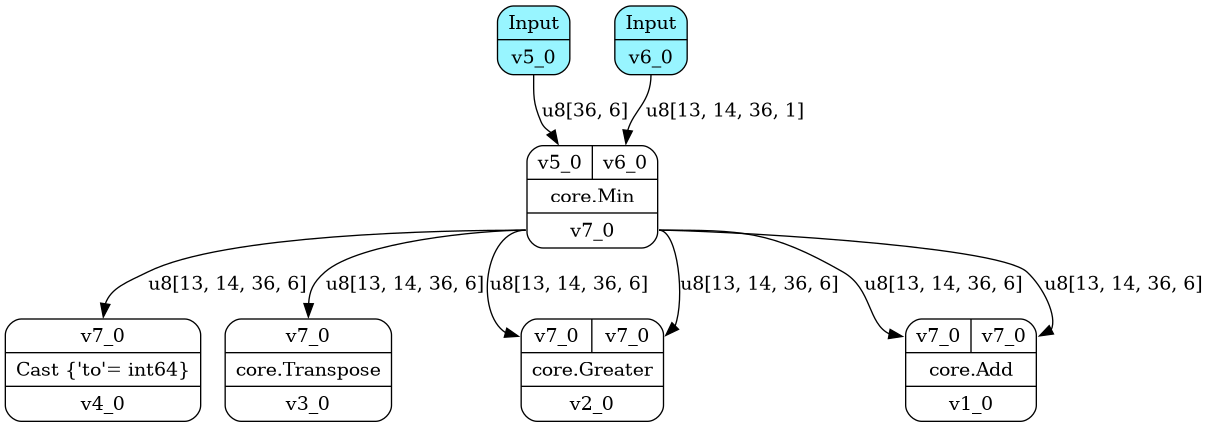 Input
v5_0
Input
v6_0
u8[36, 6]
u8[13, 14, 36, 1]
v5_0
v6_0
core.Min
v7_0
u8[13, 14, 36, 6]
u8[13, 14, 36, 6]
u8[13, 14, 36, 6]
u8[13, 14, 36, 6]
u8[13, 14, 36, 6]
u8[13, 14, 36, 6]
v7_0
Cast {'to'= int64}
v4_0
v7_0
core.Transpose
v3_0
v7_0
v7_0
core.Greater
v2_0
v7_0
v7_0
core.Add
v1_0